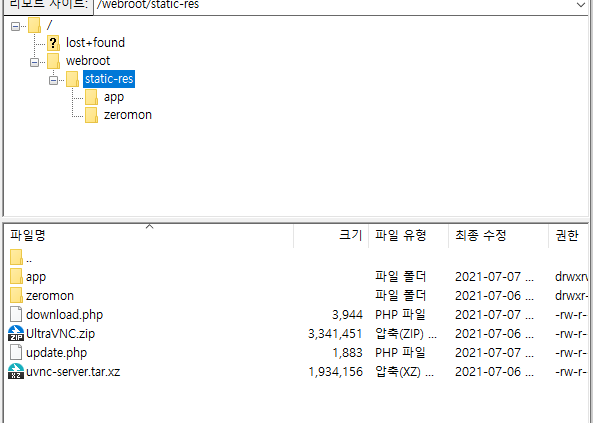 리모트 사이트: /webroot/static-res
/
? lost+found
webroot
static-res
app
zeromon
파일명 크기 파일 유형 최종 수정 권한
..
app 파일 폴더 2021-07-07 ... drwxrw
zeromon 파일 폴더 2021-07-06 ... drwxr-
download.php 3,944 PHP 파일 2021-07-07 ... -rw-r--
ZIP UltraVNC.zip 3,341,451 압축(ZIP) ... 2021-07-06 ... -rw-r--
update.php 1,883 PHP 파일 2021-07-07 ... -rw-r--
XZ uvnc-server.tar.xz 1,934,156 압축(XZ) ... 2021-07-06 ... -rw-r--